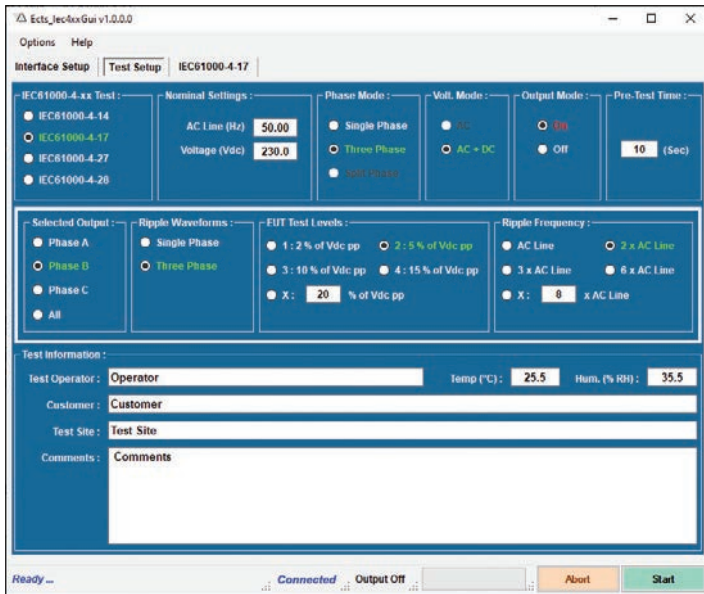 Ects_Iec4xxGui v1.0.0.0
Options Help
Interface Setup Test Setup IEC61000-4-17
IEC61000-4-xx Test :
IEC61000-4-14
IEC61000-4-17
IEC61000-4-27
IEC61000-4-28
Nominal Settings
AC Line (Hz) 50.00
Voltage (Vdc) 230.0
Phase Mode :
Single Phase
Three Phase
Split Phase
Volt. Mode :
AC
AC + DC
Output Mode :
On
Off
Pre-Test Time :
10 (Sec)
Selected Output :
Phase A
Phase B
Phase C
All
Ripple Waveforms :
Single Phase
Three Phase
EUT Test Levels :
1 : 2 % of Vdc pp 2 : 5 % of Vdc pp
3 : 10 % of Vdc pp 4 : 15 % of Vdc pp
X : 20 % of Vdc pp
Ripple Frequency :
AC Line 2 x AC Line
3 x AC Line 6 x AC Line
X : 8 x AC Line
Test Information :
Test Operator : Operator Temp (°C) : 25.5 Hum. (% RH) : 35.5
Customer : Customer
Test Site : Test Site
Comments : Comments
Ready ... Connected Output Off Abort Start